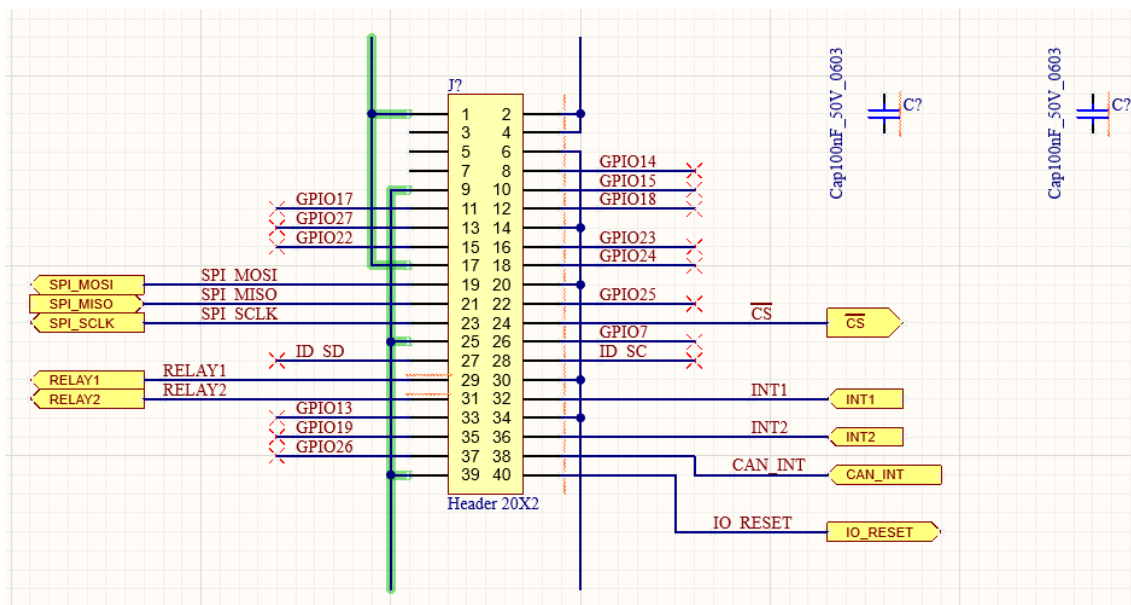 J?
1 2
3 4
5 6
7 8 GPIO14
9 10 GPIO15
GPIO17 11 12 GPIO18
GPIO27 13 14
GPIO22 15 16 GPIO23
17 18 GPIO24
SPI_MOSI SPI_MOSI 19 20
SPI_MISO SPI_MISO 21 22 GPIO25
SPI_SCLK SPI_SCLK 23 24 CS CS
25 26 GPIO7
ID_SD 27 28 ID_SC
RELAY1 RELAY1 29 30
RELAY2 RELAY2 31 32 INT1 INT1
GPIO13 33 34
GPIO19 35 36 INT2 INT2
GPIO26 37 38 CAN_INT CAN_INT
39 40
Header 20X2
IO_RESET IO_RESET
Cap100nF_50V_0603
C?
Cap100nF_50V_0603
C?